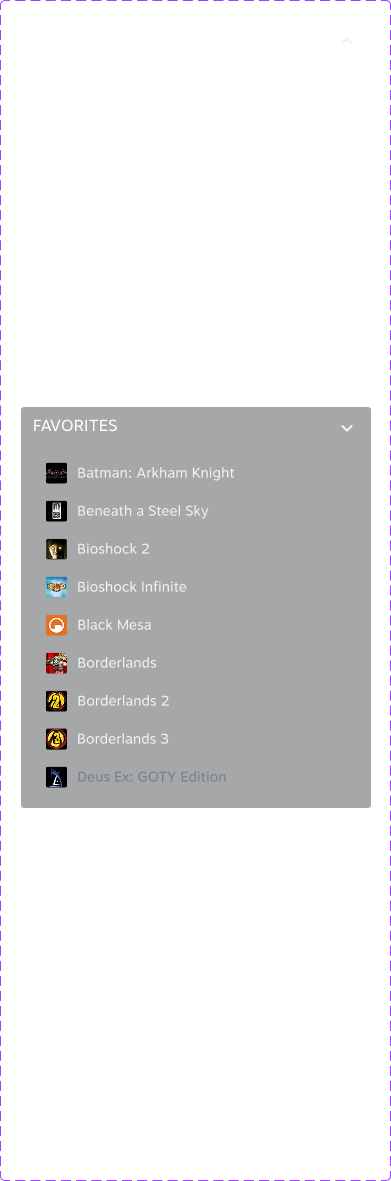 FAVORITES
Batman: Arkham Knight
Beneath a Steel Sky
Bioshock 2
Bioshock Infinite
Black Mesa
Borderlands
Borderlands 2
Borderlands 3
Deus Ex: GOTY Edition